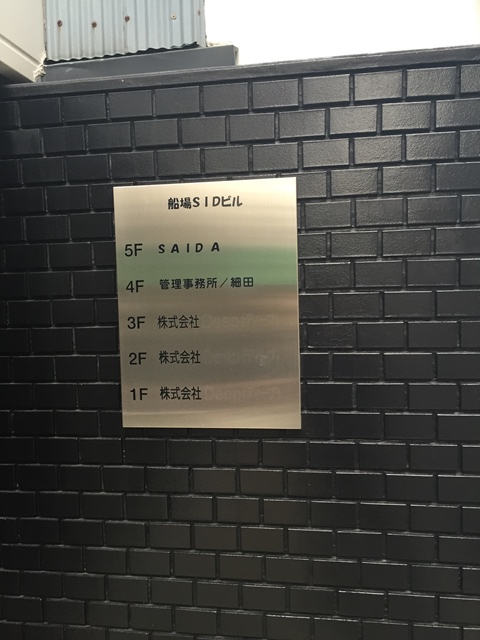 船場SIDビル
5F SAIDA
4F 管理事務所/細田
3F 株式会社
2F 株式会社
1F 株式会社